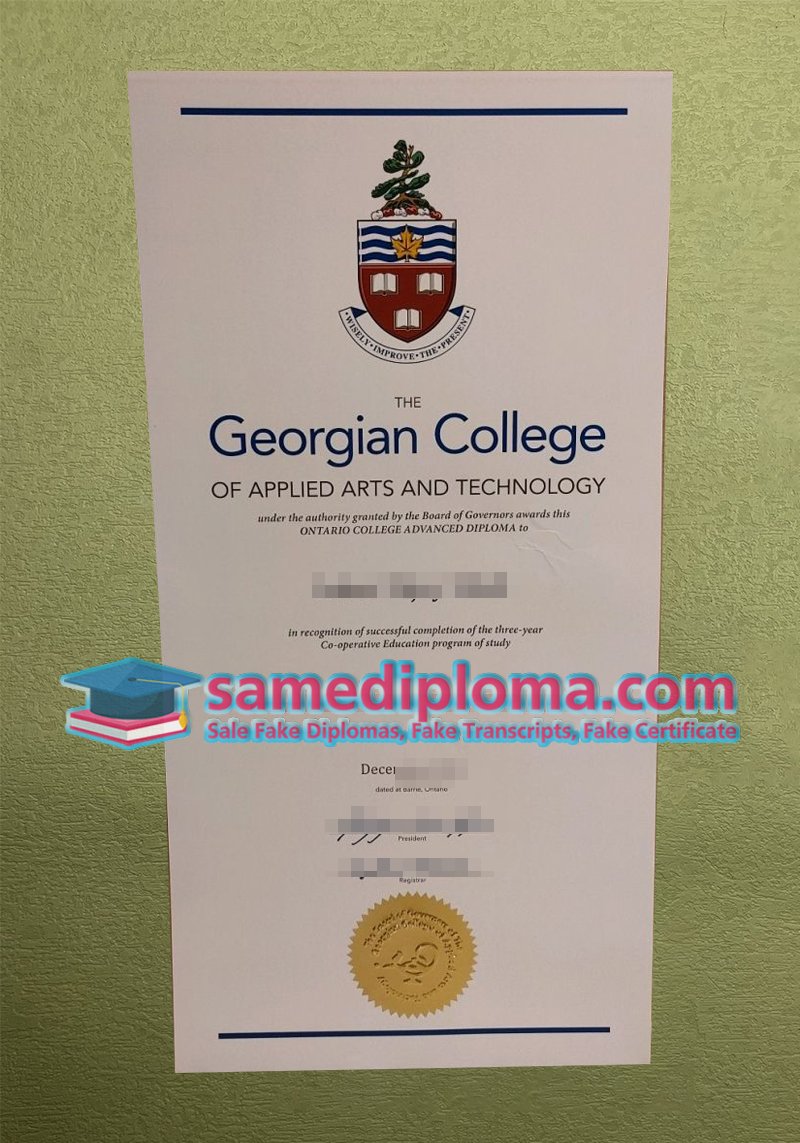 WISELY · IMPROVE · THE · PRESENT
THE
Georgian College
OF APPLIED ARTS AND TECHNOLOGY
under the authority granted by the Board of Governors awards this
ONTARIO COLLEGE ADVANCED DIPLOMA to
in recognition of successful completion of the three-year
Co-operative Education program of study
samediploma.com
Sale Fake Diplomas, Fake Transcripts, Fake Certificate
dated at Barrie, Ontario
President
Registrar